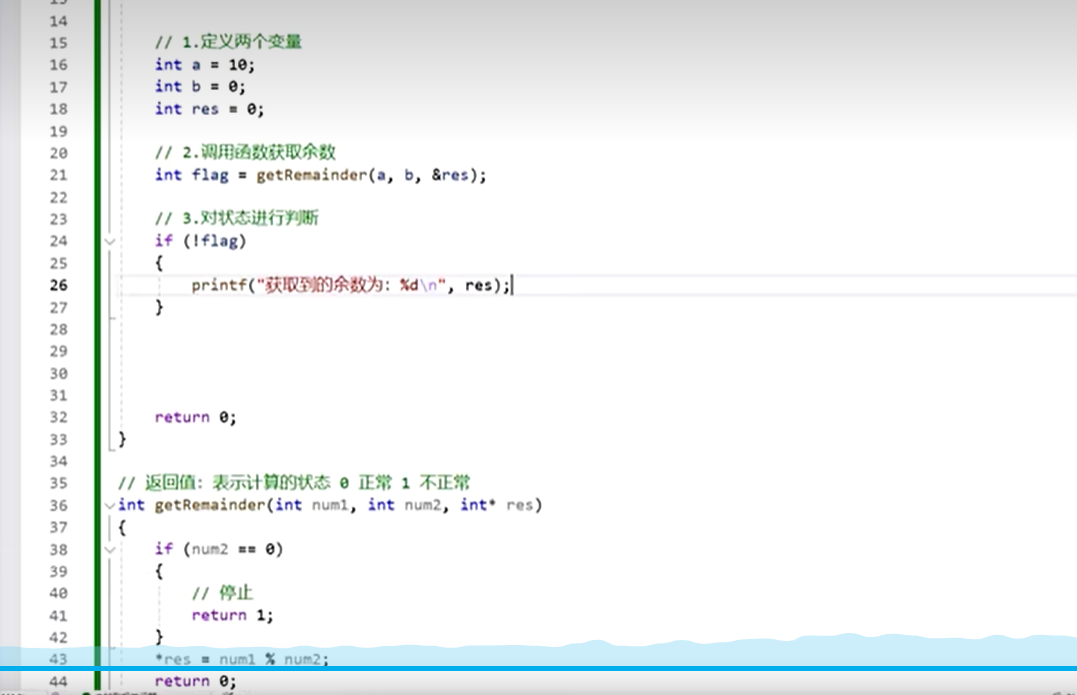 14
15 // 1.定义两个变量
16 int a = 10;
17 int b = 0;
18 int res = 0;
19
20 // 2.调用函数获取余数
21 int flag = getRemainder(a, b, &res);
22
23 // 3.对状态进行判断
24 if (!flag)
25 {
26 printf("获取到的余数为: %d\n", res);
27 }
28
29
30
31
32 return 0;
33 }
34
35 // 返回值: 表示计算的状态 0 正常 1 不正常
36 int getRemainder(int num1, int num2, int* res)
37 {
38 if (num2 == 0)
39 {
40 // 停止
41 return 1;
42 }
43 *res = num1 % num2;
44 return 0;